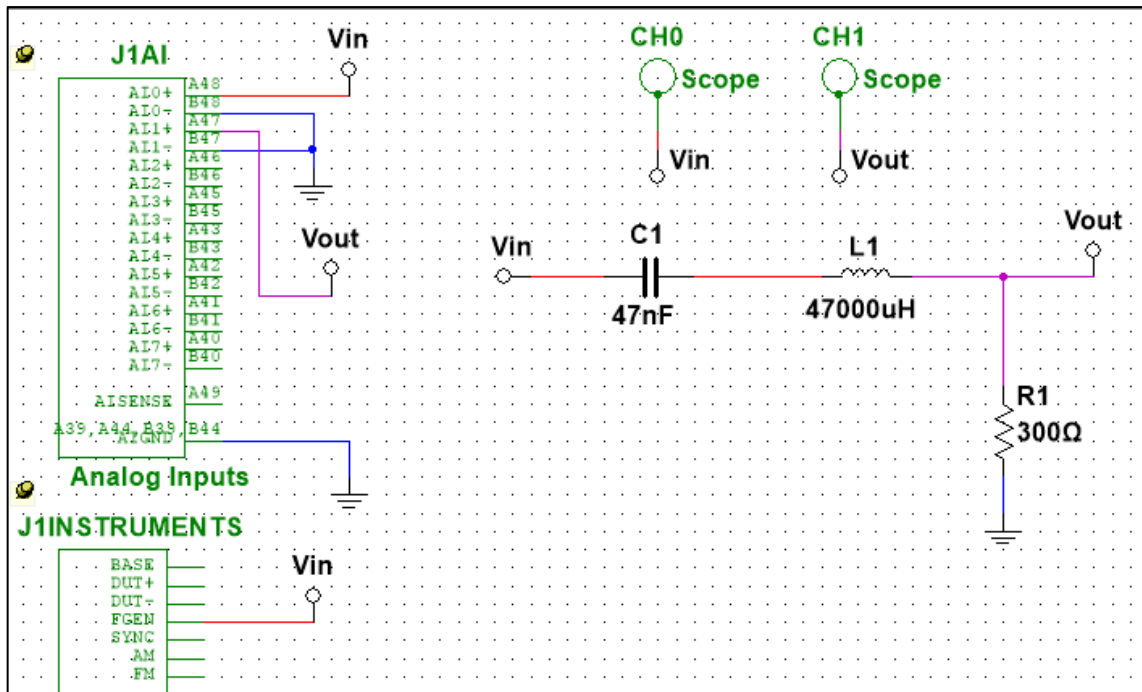 J1AI
Vin
AI0+ A48
AI0- B48
AI1+ A47
AI1- B47
AI2+ A46
AI2- B46
AI3+ A45
AI3- B45
AI4+ A43
AI4- B43
AI5+ A42
AI5- B42
AI6+ A41
AI6- B41
AI7+ A40
AI7- B40
AISENSE A49
A39,A44,B39,B44
AIGND
Analog Inputs
Vout
CH0
Scope
Vin
CH1
Scope
Vout
Vin
C1
47nF
L1
47000uH
Vout
R1
300Ω
J1INSTRUMENTS
BASE
DUT+
DUT-
FGEN
SYNC
AM
FM
Vin